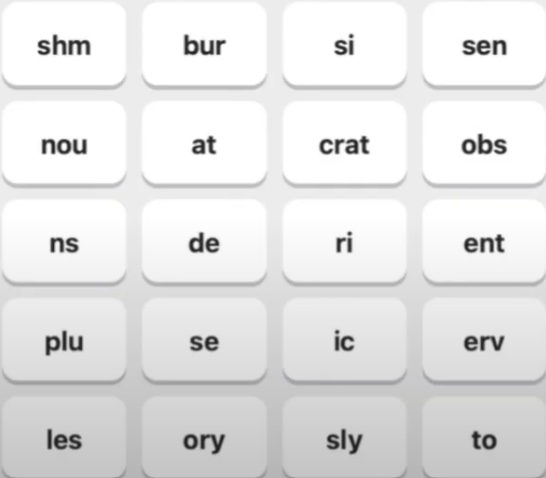 shm bur si sen
nou at crat obs
ns de ri ent
plu se ic erv
les ory sly to